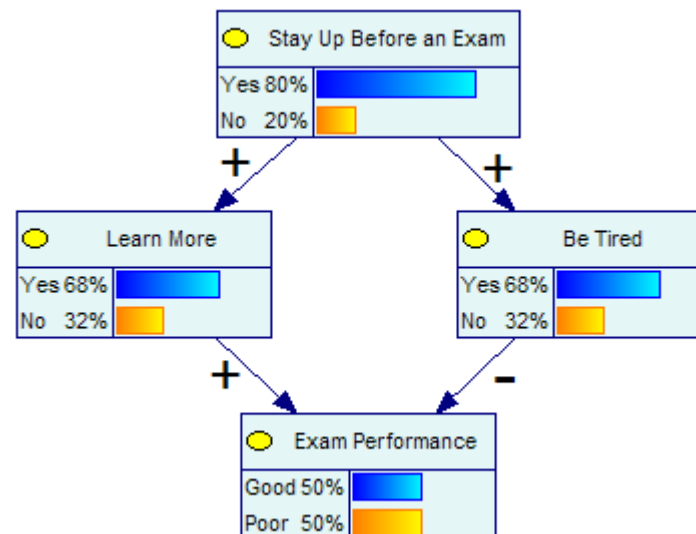 Stay Up Before an Exam
Yes 80%
No 20%
+ +
Learn More
Yes 68%
No 32%
Be Tired
Yes 68%
No 32%
+ -
Exam Performance
Good 50%
Poor 50%